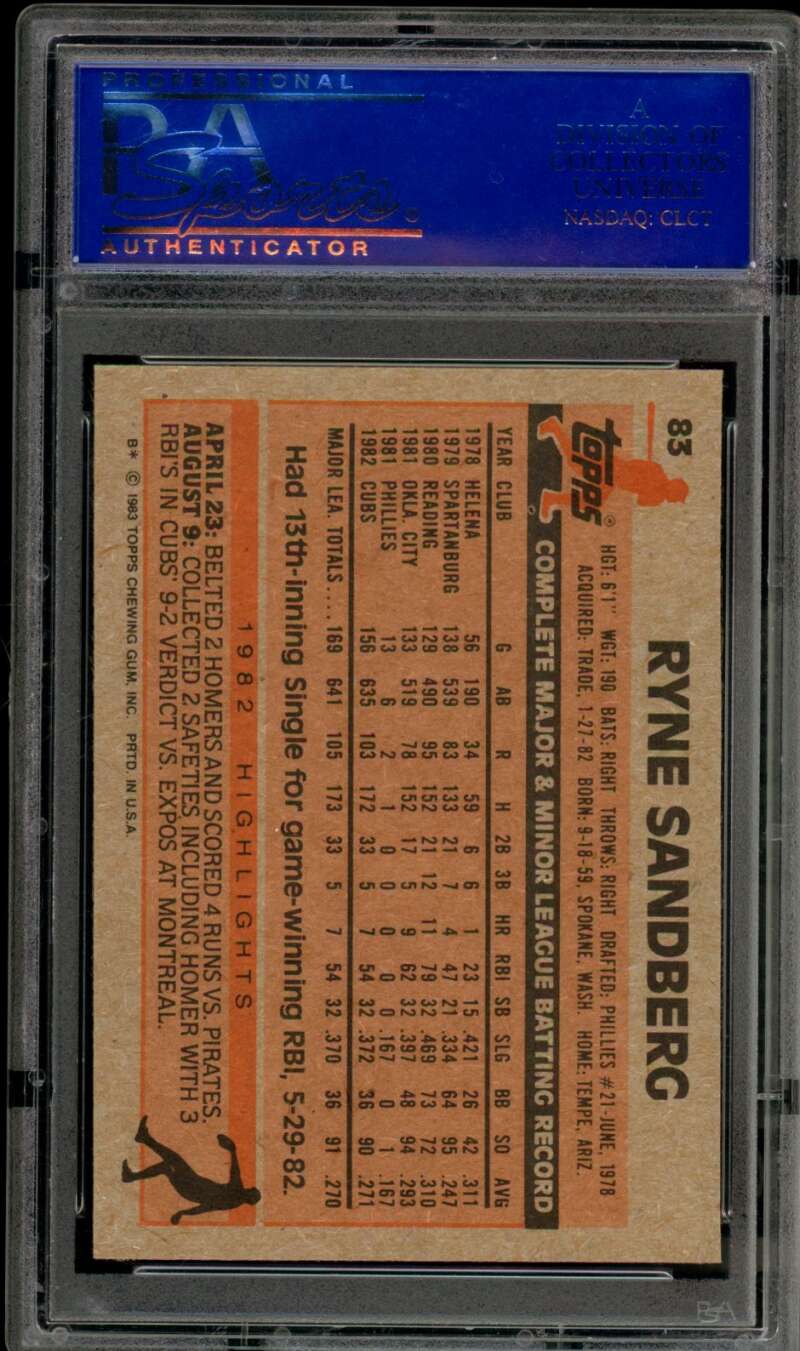 PROFESSIONAL
PSA
Sports
AUTHENTICATOR
A
DIVISION OF
COLLECTORS
UNIVERSE
NASDAQ: CLCT
83
RYNE SANDBERG
topps®
HGT: 6'1" WGT: 190 BATS: RIGHT THROWS: RIGHT DRAFTED: PHILLIES #21-JUNE, 1978
ACQUIRED: TRADE, 1-27-82 BORN: 9-18-59, SPOKANE, WASH. HOME: TEMPE, ARIZ.
COMPLETE MAJOR & MINOR LEAGUE BATTING RECORD
YEAR CLUB G AB R H 2B 3B HR RBI SB SLG BB SO AVG
1978 HELENA 56 190 34 59 6 6 1 23 15 .421 26 42 .311
1979 SPARTANBURG 138 539 83 133 21 7 4 47 21 .334 64 95 .247
1980 READING 129 490 95 152 21 12 11 79 32 .469 73 72 .310
1981 OKLA. CITY 133 519 78 152 17 5 9 62 32 .397 48 94 .293
1981 PHILLIES 13 6 2 1 0 0 0 0 0 .167 0 1 .167
1982 CUBS 156 635 103 172 33 5 7 54 32 .372 36 90 .271
MAJOR LEA. TOTALS.... 169 641 105 173 33 5 7 54 32 .370 36 91 .270
Had 13th-inning Single for game-winning RBI, 5-29-82.
1982 HIGHLIGHTS
APRIL 23: BELTED 2 HOMERS AND SCORED 4 RUNS VS. PIRATES.
AUGUST 9: COLLECTED 2 SAFETIES INCLUDING HOMER WITH 3
RBI'S IN CUBS' 9-2 VERDICT VS. EXPOS AT MONTREAL.
B* © 1983 TOPPS CHEWING GUM, INC. PRTD. IN U.S.A.
PSA